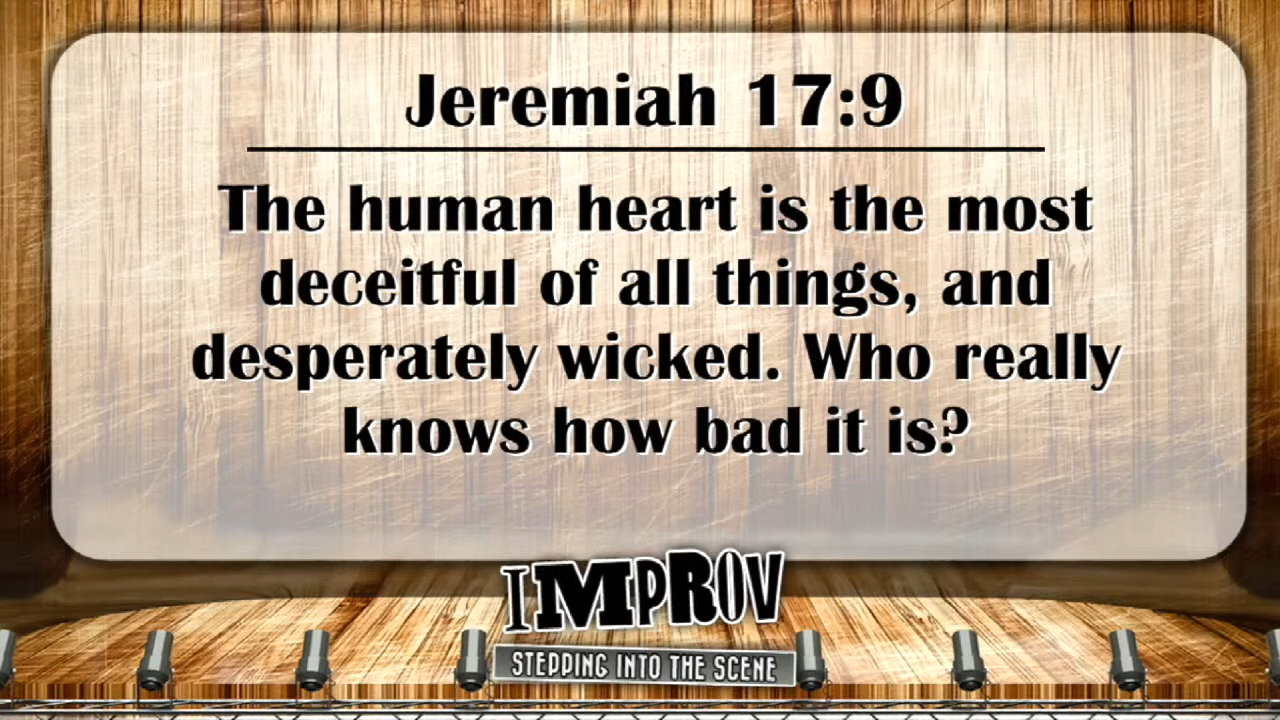 Jeremiah 17:9
The human heart is the most
deceitful of all things, and
desperately wicked. Who really
knows how bad it is?
IMPROV
STEPPING INTO THE SCENE